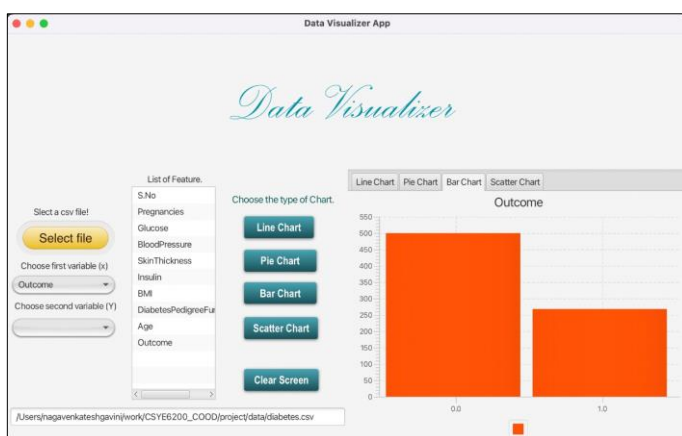 Data Visualizer App
Data Visualizer
List of Feature.
S.No
Pregnancies
Glucose
BloodPressure
SkinThickness
Insulin
BMI
DiabetesPedigreeFur
Age
Outcome
Slect a csv file!
Select file
Choose first variable (x)
Outcome
Choose second variable (Y)
Choose the type of Chart.
Line Chart
Pie Chart
Bar Chart
Scatter Chart
Clear Screen
Line Chart Pie Chart Bar Chart Scatter Chart
Outcome
550
500
450
400
350
300
250
200
150
100
50
0
0.0 1.0
/Users/nagavenkateshgavini/work/CSYE6200_COOD/project/data/diabetes.csv